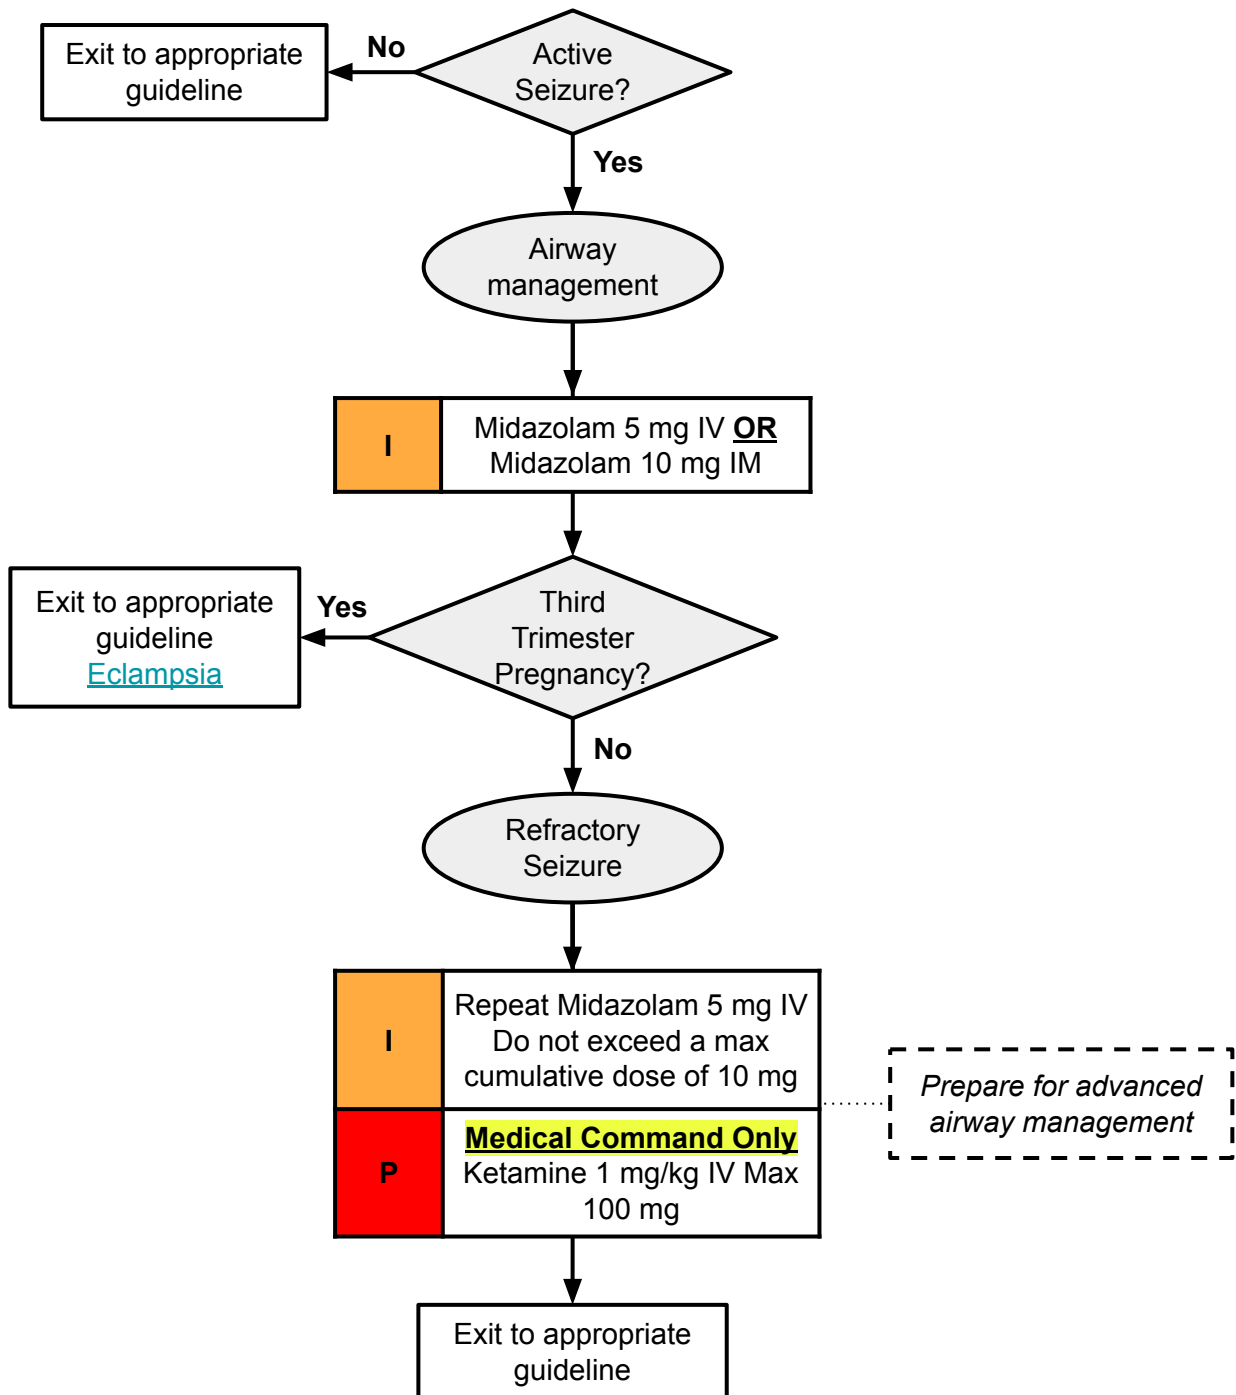 Active
Seizure?
No
Exit to appropriate
guideline
Yes
Airway
management
I
Midazolam 5 mg IV OR
Midazolam 10 mg IM
Third
Trimester
Pregnancy?
Yes
Exit to appropriate
guideline
Eclampsia
No
Refractory
Seizure
I
Repeat Midazolam 5 mg IV
Do not exceed a max
cumulative dose of 10 mg
P
Medical Command Only
Ketamine 1 mg/kg IV Max
100 mg
Prepare for advanced
airway management
Exit to appropriate
guideline